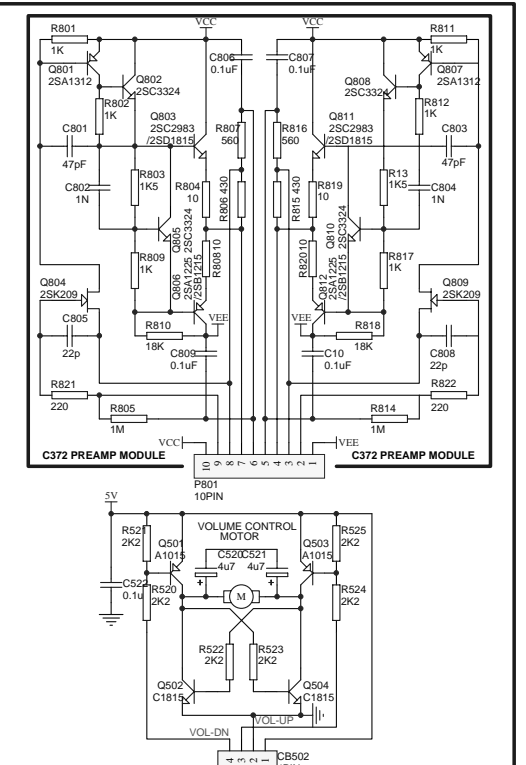 VCC
VCC
R801
1K
Q801
2SA1312
Q802
2SC3324
R802
1K
C801
47pF
C802
1N
R803
1K5
Q803
2SC2983
/2SD1815
C806
0.1uF
R807
560
R804
10
R806 430
R808 10
Q805
2SC3324
Q806
2SA1225
/2SB1215
R809
1K
VEE
R810
18K
C809
0.1uF
Q804
2SK209
C805
22p
R821
220
R805
1M
C807
0.1uF
R816
560
R815 430
Q808
2SC3324
Q807
2SA1312
R811
1K
R812
1K
Q811
2SC2983
/2SD1815
C803
47pF
R13
1K5
C804
1N
R819
10
Q810
2SC3324
R820 10
Q812
2SA1225
/2SB1215
R817
1K
VEE
R818
18K
C10
0.1uF
Q809
2SK209
C808
22p
R822
220
R814
1M
VCC
VEE
C372 PREAMP MODULE
C372 PREAMP MODULE
10 9 8 7 6 5 4 3 2 1
P801
10PIN
5V
VOLUME CONTROL
MOTOR
R521
2K2
Q501
A1015
C520
4u7
C521
4u7
Q503
A1015
R525
2K2
C522
0.1u
R520
2K2
+
M
+
R524
2K2
R522
2K2
R523
2K2
Q502
C1815
Q504
C1815
VOL-UP
VOL-DN
4 3 2 1
CB502